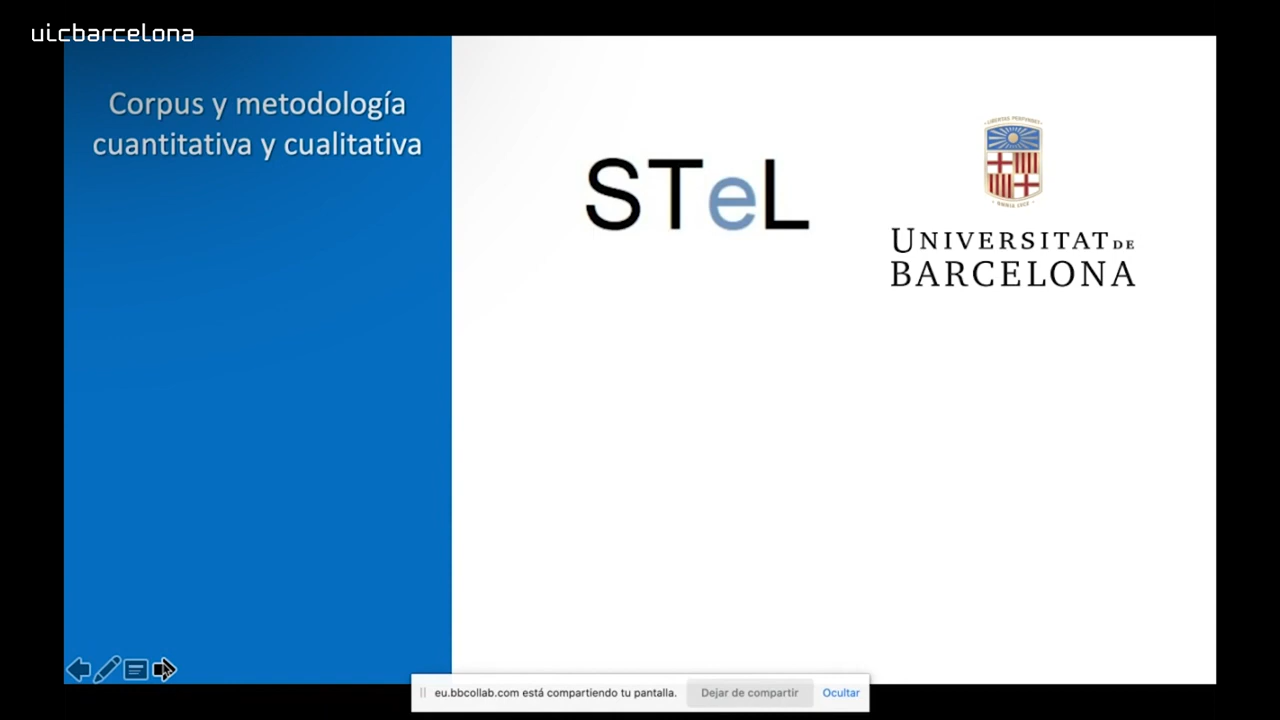 uicbarcelona
Corpus y metodología
cuantitativa y cualitativa
STeL
UNIVERSITAT DE
BARCELONA
eu.bbcollab.com está compartiendo tu pantalla.
Dejar de compartir
Ocultar